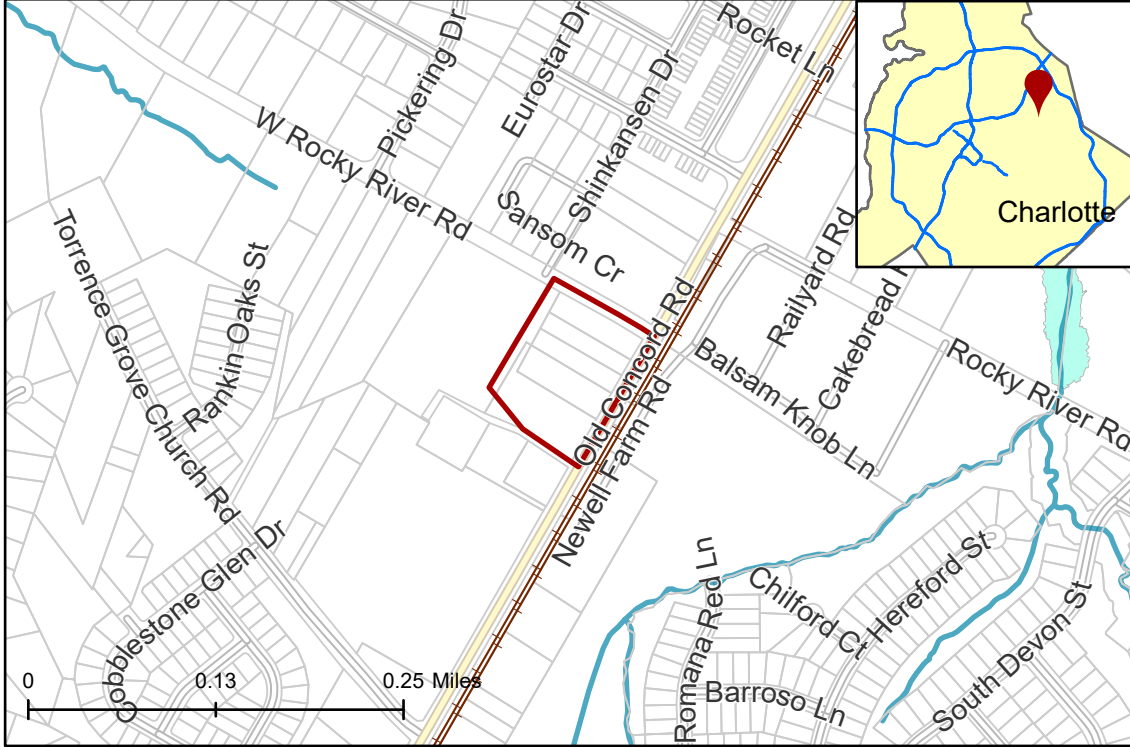 Rocket Ln
Eurostar Dr
Pickering Dr
Shinkansen Dr
W Rocky River Rd
Sansom Cr
Charlotte
Torrence Grove Church Rd
Rankin Oaks St
Railyard Rd
Cakebread
Old Concord Rd
Newell Farm Rd
Balsam Knob Ln
Rocky River Rd
Cobblestone Glen Dr
Romana Red Ln
Chilford Ct
Hereford St
South Devon St
Barroso Ln
0
0.13
0.25 Miles